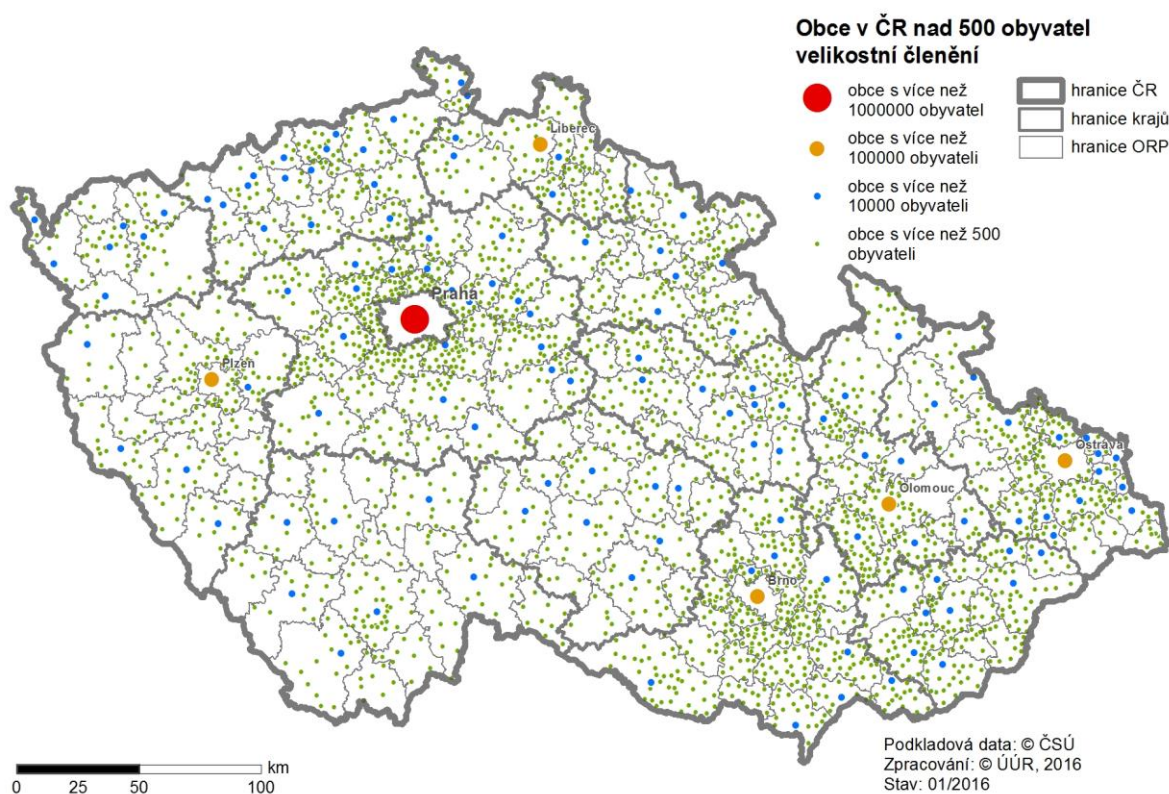 Obce v ČR nad 500 obyvatel
velikostní členění
obce s více než
1000000 obyvatel
obce s více než
100000 obyvateli
obce s více než
10000 obyvateli
obce s více než 500
obyvateli
hranice ČR
hranice krajů
hranice ORP
Liberec
Praha
Plzeň
Ostrava
Olomouc
Brno
km
0 25 50 100
Podkladová data: © ČSÚ
Zpracování: © ÚÚR, 2016
Stav: 01/2016